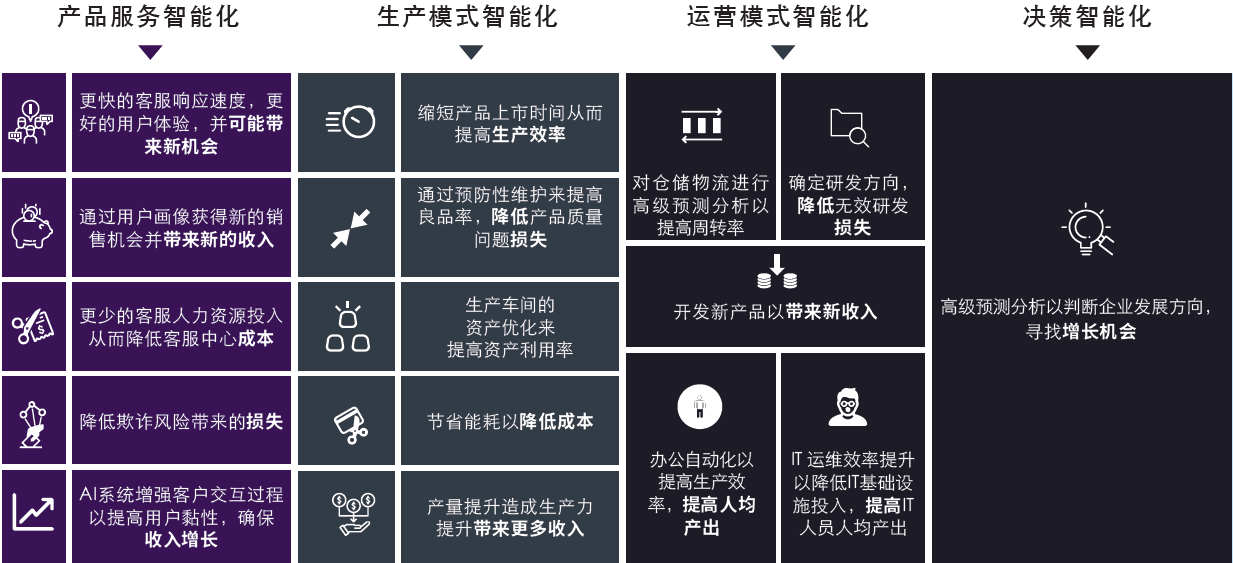 产品服务智能化
更快的客服响应速度，更
好的用户体验，并可能带
来新机会
通过用户画像获得新的销
售机会并带来新的收入
更少的客服人力资源投入
从而降低客服中心成本
降低欺诈风险带来的损失
AI系统增强客户交互过程
以提高用户黏性，确保
收入增长
生产模式智能化
缩短产品上市时间从而
提高生产效率
通过预防性维护来提高
良品率，降低产品质量
问题损失
生产车间的
资产优化来
提高资产利用率
节省能耗以降低成本
产量提升造成生产力
提升带来更多收入
运营模式智能化
对仓储物流进行
高级预测分析以
提高周转率
确定研发方向，
降低无效研发
损失
开发新产品以带来新收入
办公自动化以
提高生产效
率，提高人均
产出
IT 运维效率提升
以降低IT基础设
施投入，提高IT
人员人均产出
决策智能化
高级预测分析以判断企业发展方向，
寻找增长机会